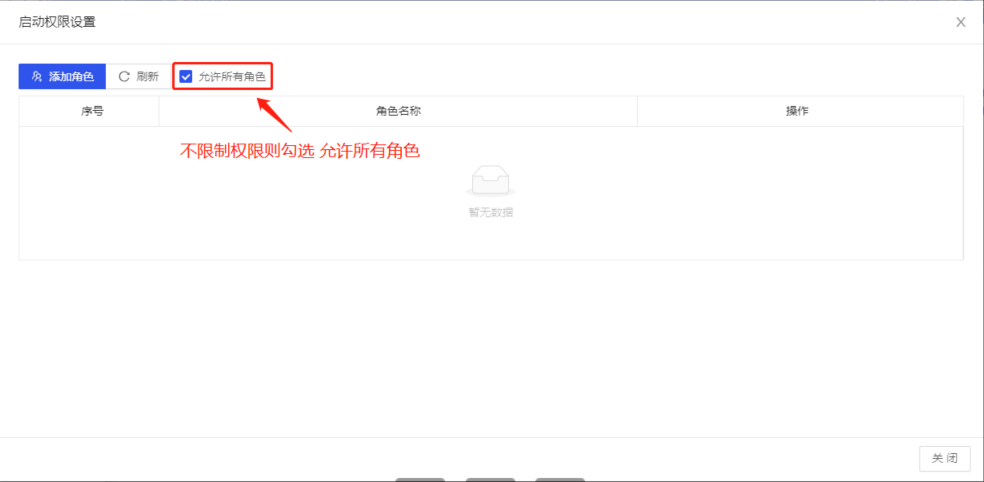 启动权限设置
添加角色 刷新 允许所有角色
序号 角色名称 操作
不限制权限则勾选 允许所有角色
暂无数据
关 闭